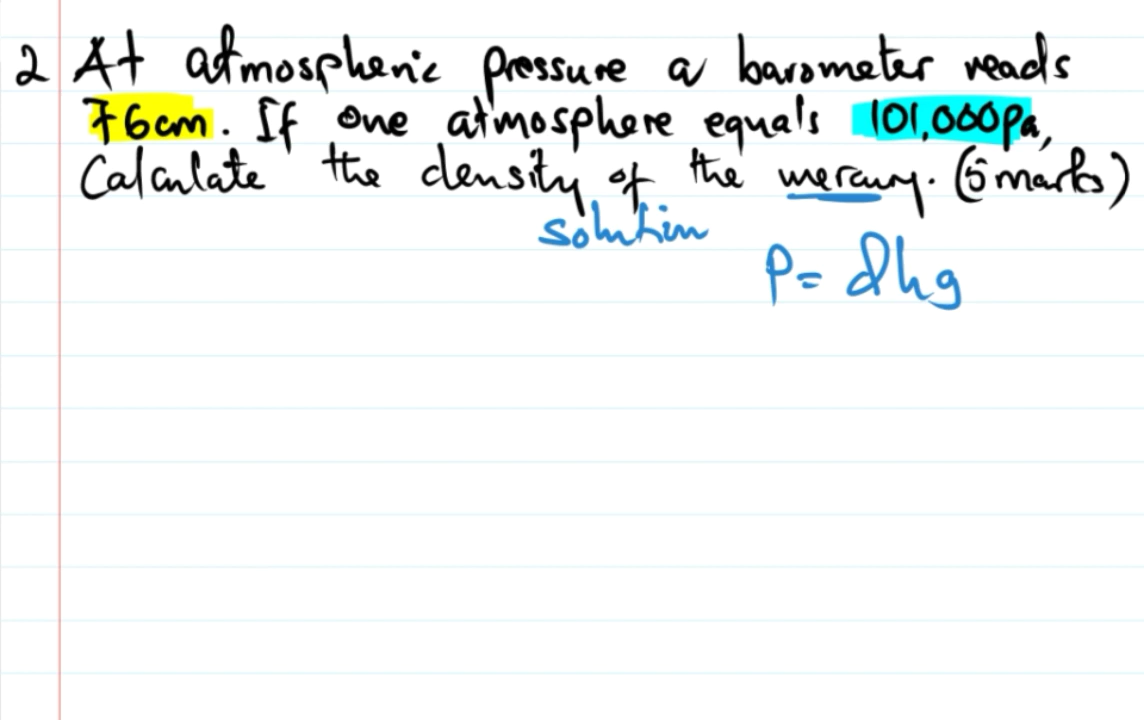 2 At atmospheric pressure a barometer reads
76cm. If one atmosphere equals 101,000pa,
Calculate the density of the mercury. (5 marks)
solution
P= dhg